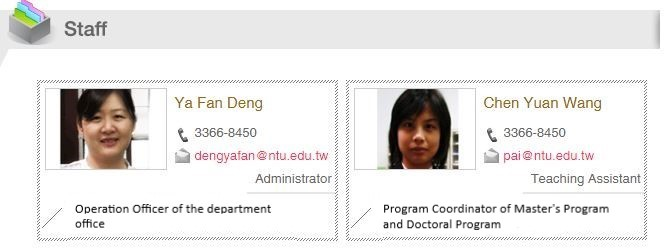 Staff
Ya Fan Deng
3366-8450
dengyafan@ntu.edu.tw
Administrator
Operation Officer of the department
office
Chen Yuan Wang
3366-8450
pai@ntu.edu.tw
Teaching Assistant
Program Coordinator of Master's Program
and Doctoral Program